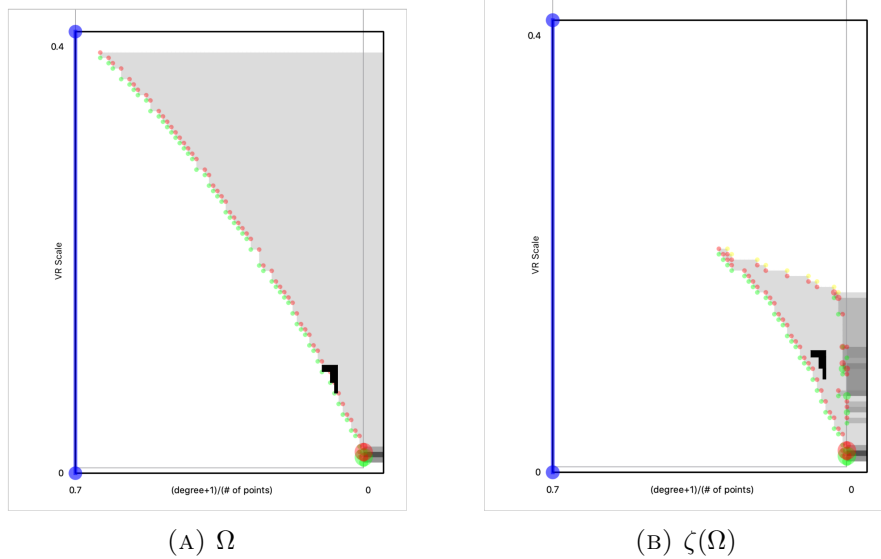 0.4
VR Scale
0
0.7
(degree+1)/(# of points)
0
(A) Ω
0.4
VR Scale
0
0.7
(degree+1)/(# of points)
0
(B) ζ(Ω)